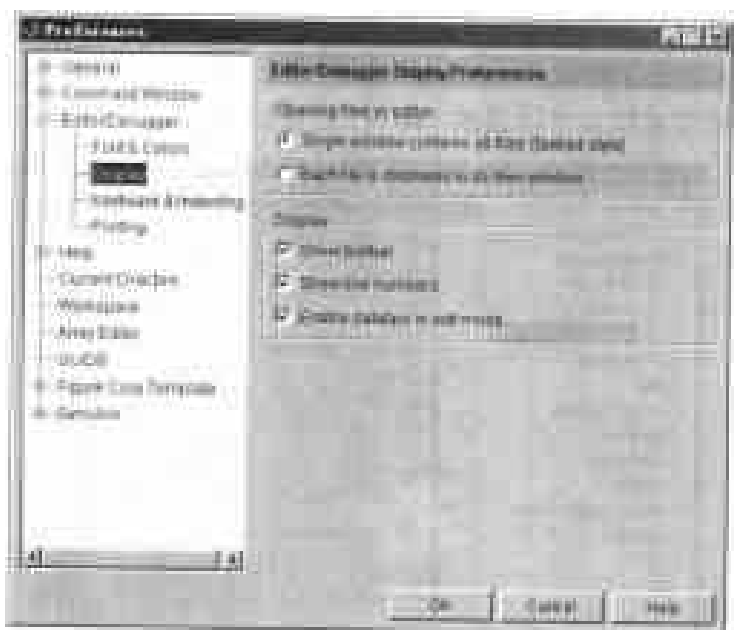 Preferences
General
Command Window
Editor/Debugger
Font & Colors
Display
Keyboard & Indenting
Printing
Help
Current Directory
Workspace
Array Editor
GUIDE
Figure Copy Template
Simulink
Editor/Debugger Display Preferences
Opening files in editor
Single window contains all files (tabbed style)
Each file is displayed in its own window
Display
Show toolbar
Show line numbers
Enable datatips in edit mode
OK
Cancel
Help